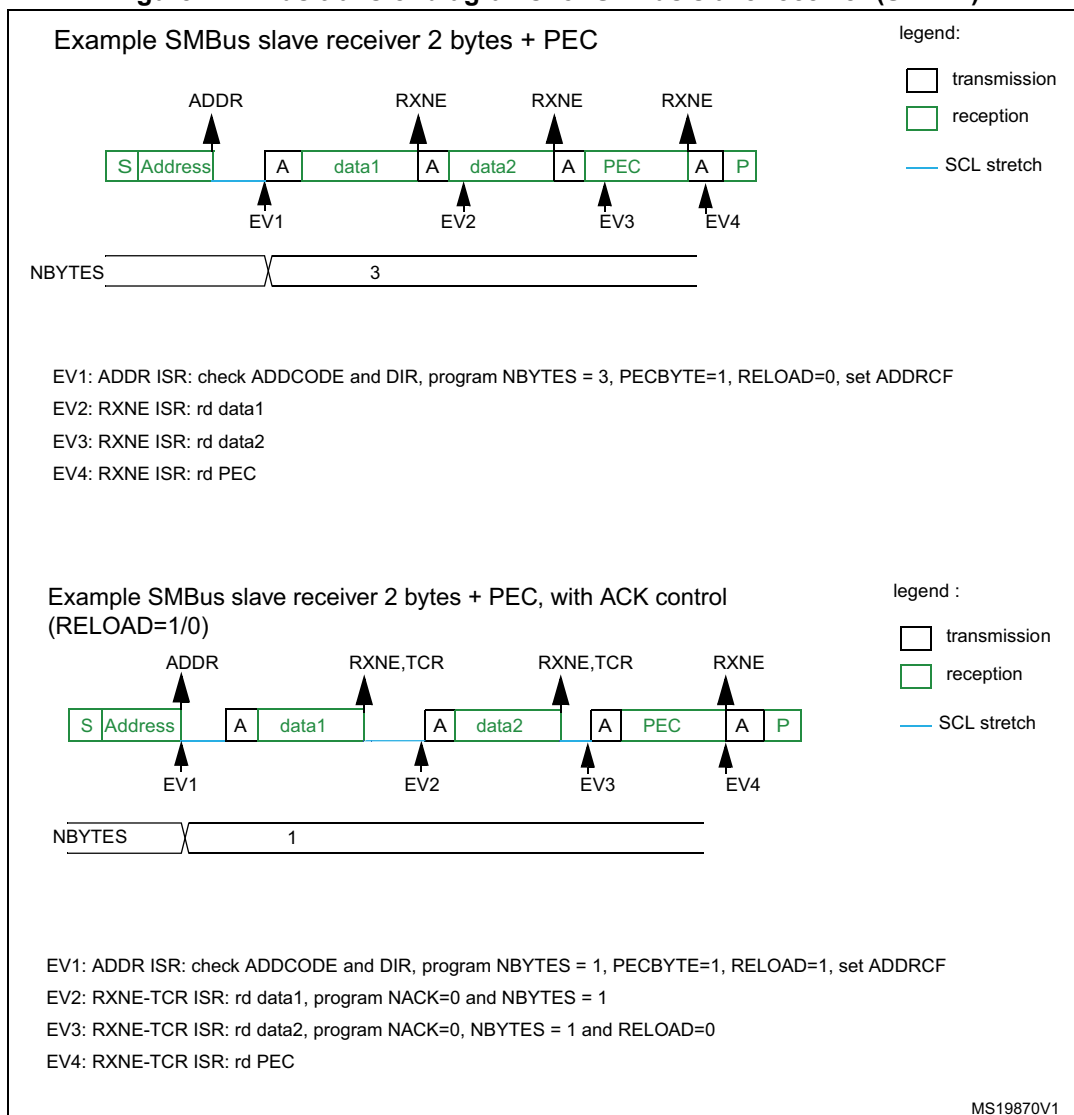 Example SMBus slave receiver 2 bytes + PEC
legend:
transmission
reception
SCL stretch
ADDR RXNE RXNE RXNE
S Address A data1 A data2 A PEC A P
EV1 EV2 EV3 EV4
NBYTES 3
EV1: ADDR ISR: check ADDCODE and DIR, program NBYTES = 3, PECBYTE=1, RELOAD=0, set ADDRCF
EV2: RXNE ISR: rd data1
EV3: RXNE ISR: rd data2
EV4: RXNE ISR: rd PEC
Example SMBus slave receiver 2 bytes + PEC, with ACK control
(RELOAD=1/0)
legend :
transmission
reception
SCL stretch
ADDR RXNE,TCR RXNE,TCR RXNE
S Address A data1 A data2 A PEC A P
EV1 EV2 EV3 EV4
NBYTES 1
EV1: ADDR ISR: check ADDCODE and DIR, program NBYTES = 1, PECBYTE=1, RELOAD=1, set ADDRCF
EV2: RXNE-TCR ISR: rd data1, program NACK=0 and NBYTES = 1
EV3: RXNE-TCR ISR: rd data2, program NACK=0, NBYTES = 1 and RELOAD=0
EV4: RXNE-TCR ISR: rd PEC
MS19870V1